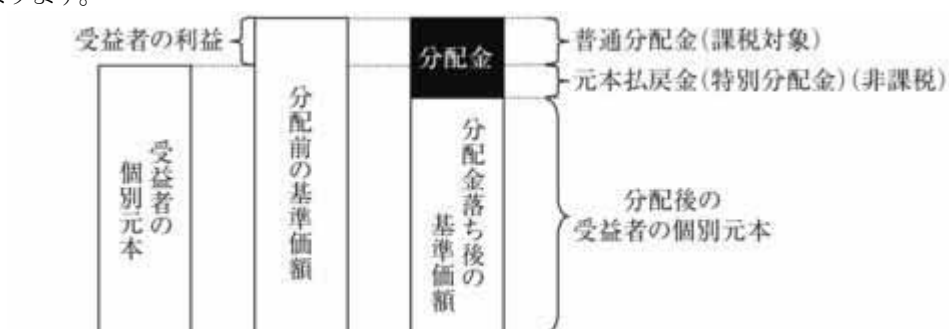 ります。
受益者の利益
受益者の
個別元本
分配前の基準価額
分配金
分配金落ち後の
基準価額
普通分配金(課税対象)
元本払戻金(特別分配金)(非課税)
分配後の
受益者の個別元本